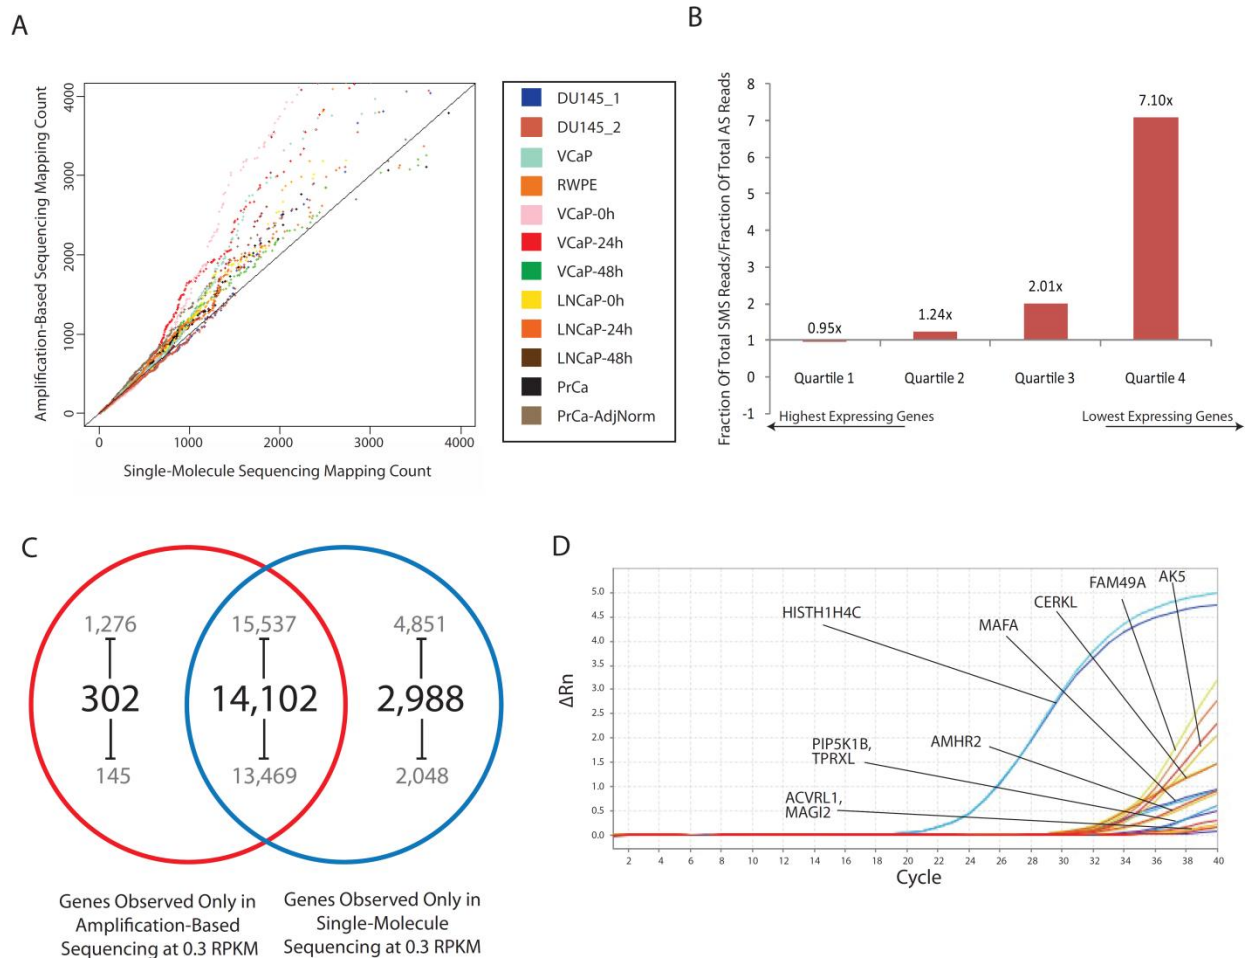 A
Amplification-Based Sequencing Mapping Count
4000
3000
2000
1000
0
0 1000 2000 3000 4000
Single-Molecule Sequencing Mapping Count
DU145_1
DU145_2
VCaP
RWPE
VCaP-0h
VCaP-24h
VCaP-48h
LNCaP-0h
LNCaP-24h
LNCaP-48h
PrCa
PrCa-AdjNorm
B
Fraction Of Total SMS Reads/Fraction Of Total AS Reads
8
7
6
5
4
3
2
1
0
-1
0.95x
1.24x
2.01x
7.10x
Quartile 1 Quartile 2 Quartile 3 Quartile 4
Highest Expressing Genes
Lowest Expressing Genes
C
1,276 15,537 4,851
302 14,102 2,988
145 13,469 2,048
Genes Observed Only in
Amplification-Based
Sequencing at 0.3 RPKM
Genes Observed Only in
Single-Molecule
Sequencing at 0.3 RPKM
D
ΔRn
5.0
4.5
4.0
3.5
3.0
2.5
2.0
1.5
1.0
0.5
0.0
HISTH1H4C
MAFA
CERKL
FAM49A
AK5
PIP5K1B,
TPRXL
AMHR2
ACVRL1,
MAGI2
2 4 6 8 10 12 14 16 18 20 22 24 26 28 30 32 34 36 38 40
Cycle